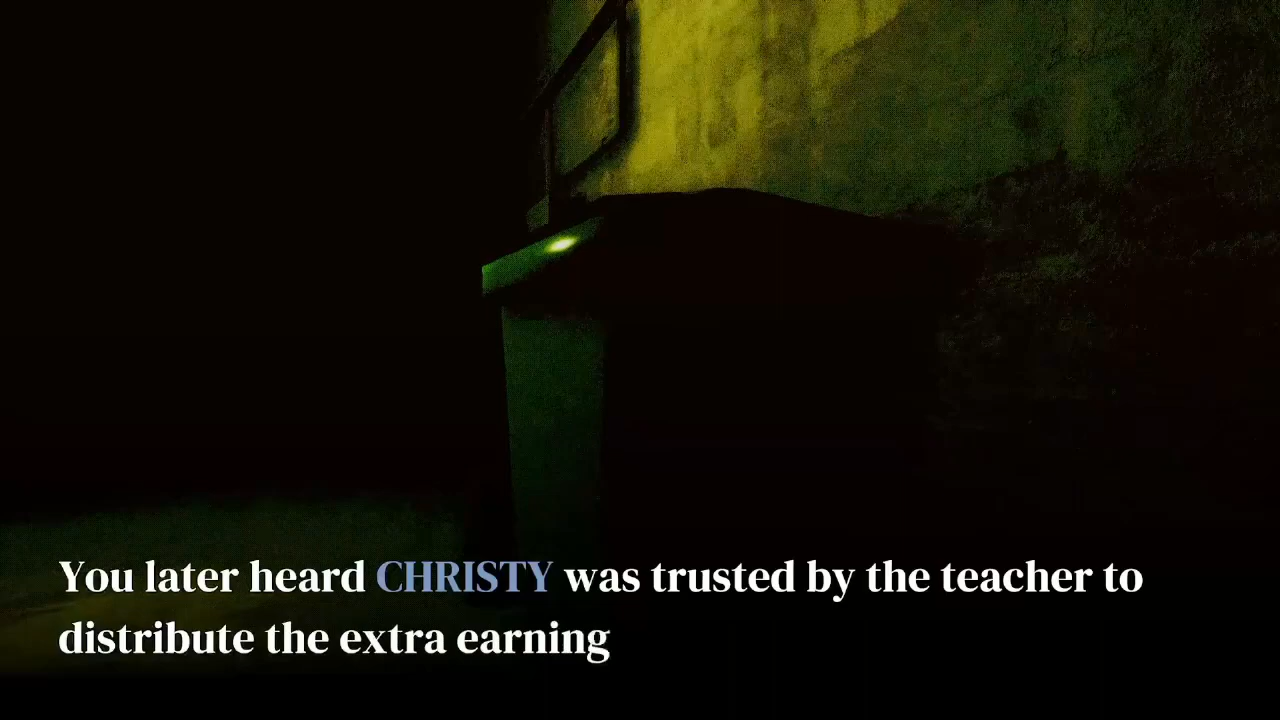 You later heard CHRISTY was trusted by the teacher to
distribute the extra earning